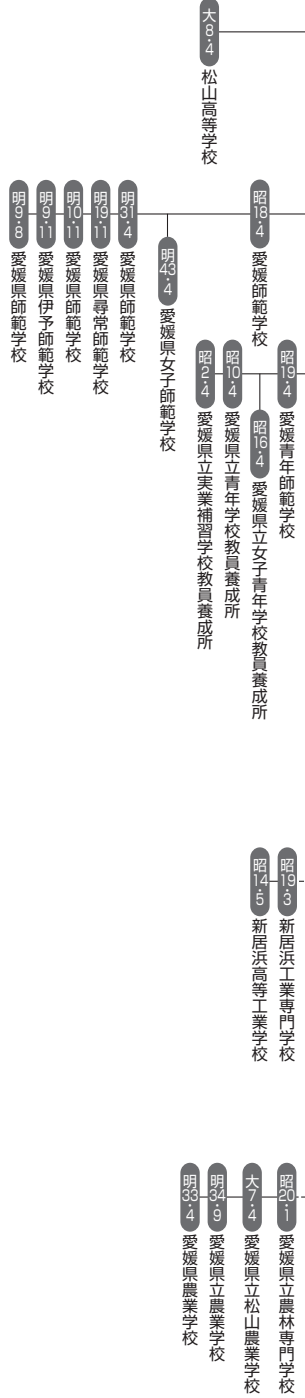 大8・4 松山高等学校
昭18・4 愛媛師範学校
明43・4 愛媛県女子師範学校
明31・4 愛媛県師範学校
明19・11 愛媛県尋常師範学校
明10・11 愛媛県師範学校
明9・11 愛媛県伊予師範学校
明9・8 愛媛県師範学校
昭19・4 愛媛青年師範学校
昭16・4 愛媛県立女子青年学校教員養成所
昭10・4 愛媛県立青年学校教員養成所
昭2・4 愛媛県立実業補習学校教員養成所
昭19・3 新居浜工業専門学校
昭14・5 新居浜高等工業学校
昭20・1 愛媛県立農林専門学校
大7・4 愛媛県立松山農業学校
明34・9 愛媛県立農業学校
明33・4 愛媛県農業学校